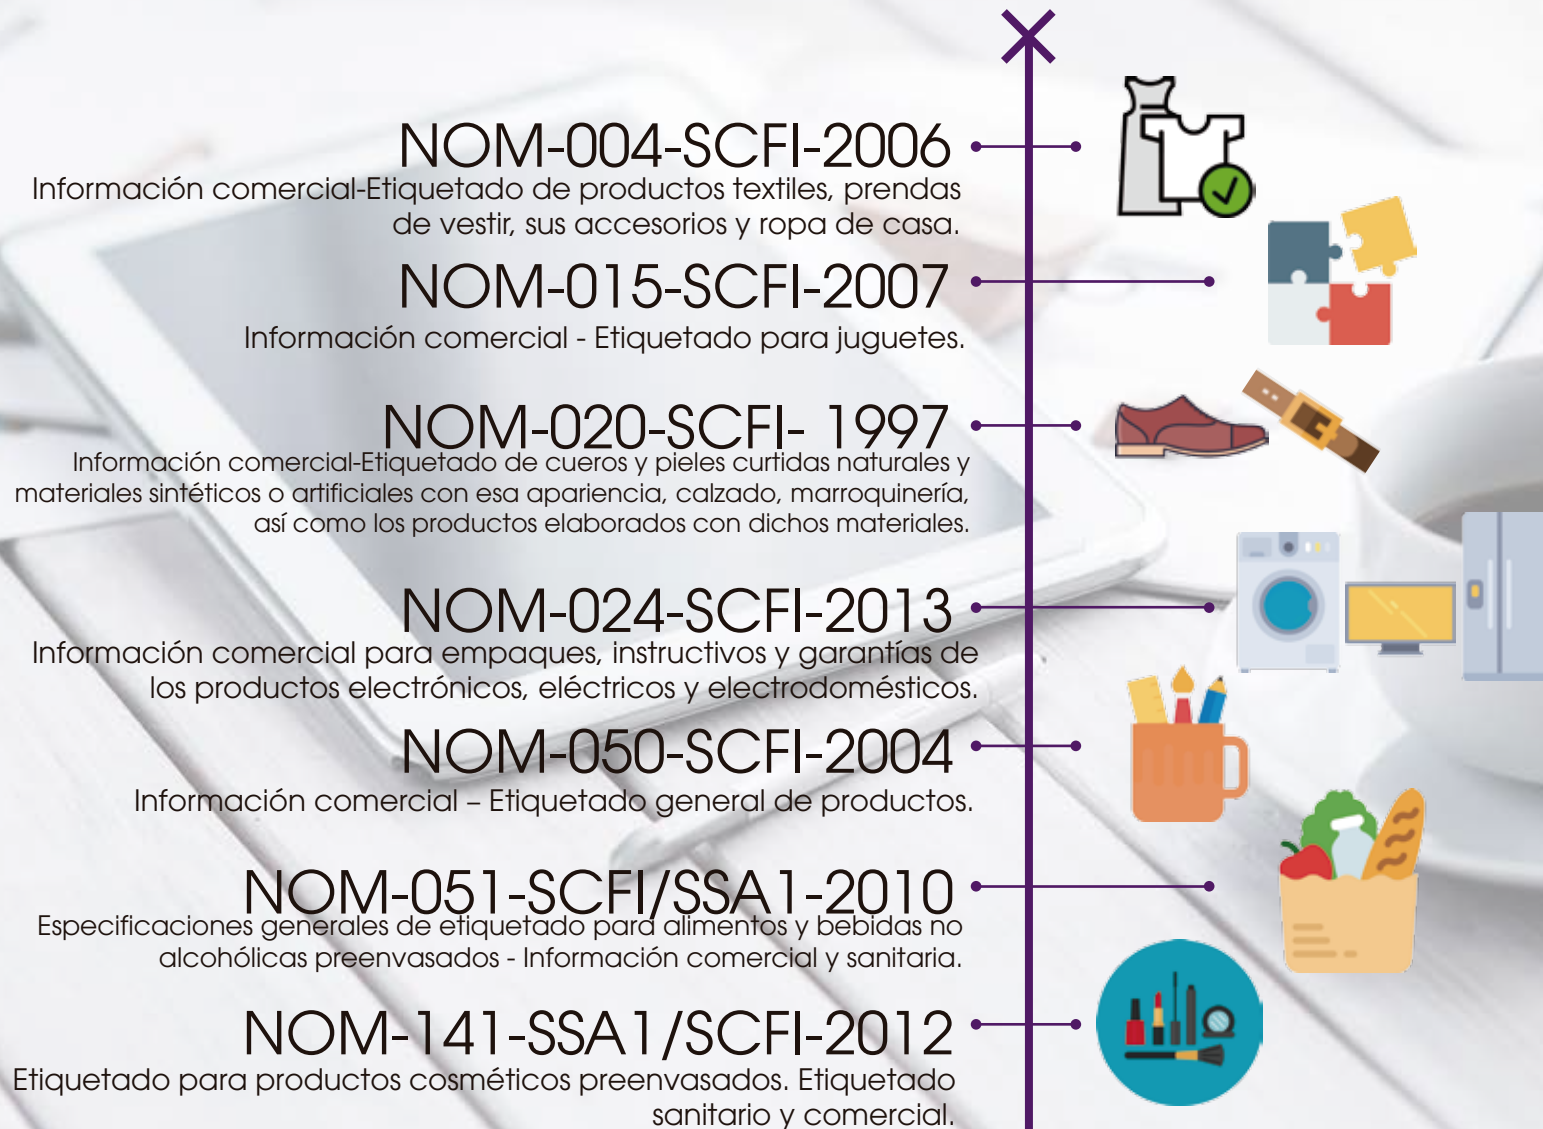 NOM-004-SCFI-2006
Información comercial-Etiquetado de productos textiles, prendas
de vestir, sus accesorios y ropa de casa.
NOM-015-SCFI-2007
Información comercial - Etiquetado para juguetes.
NOM-020-SCFI- 1997
Información comercial-Etiquetado de cueros y pieles curtidas naturales y
materiales sintéticos o artificiales con esa apariencia, calzado, marroquinería,
así como los productos elaborados con dichos materiales.
NOM-024-SCFI-2013
Información comercial para empaques, instructivos y garantías de
los productos electrónicos, eléctricos y electrodomésticos.
NOM-050-SCFI-2004
Información comercial – Etiquetado general de productos.
NOM-051-SCFI/SSA1-2010
Especificaciones generales de etiquetado para alimentos y bebidas no
alcohólicas preenvasados - Información comercial y sanitaria.
NOM-141-SSA1/SCFI-2012
Etiquetado para productos cosméticos preenvasados. Etiquetado
sanitario y comercial.